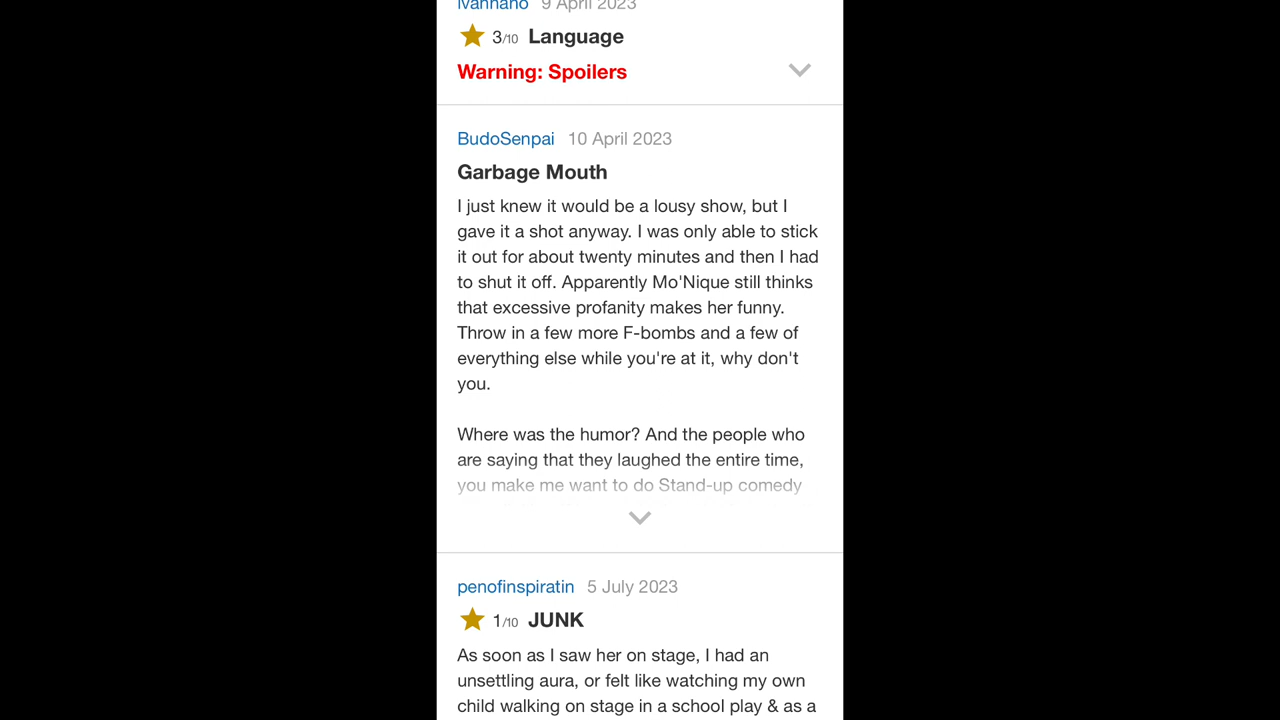 ivannano 9 April 2023
3/10 Language
Warning: Spoilers
BudoSenpai 10 April 2023
Garbage Mouth
I just knew it would be a lousy show, but I
gave it a shot anyway. I was only able to stick
it out for about twenty minutes and then I had
to shut it off. Apparently Mo'Nique still thinks
that excessive profanity makes her funny.
Throw in a few more F-bombs and a few of
everything else while you're at it, why don't
you.
Where was the humor? And the people who
are saying that they laughed the entire time,
you make me want to do Stand-up comedy
penofinspiratin 5 July 2023
1/10 JUNK
As soon as I saw her on stage, I had an
unsettling aura, or felt like watching my own
child walking on stage in a school play & as a